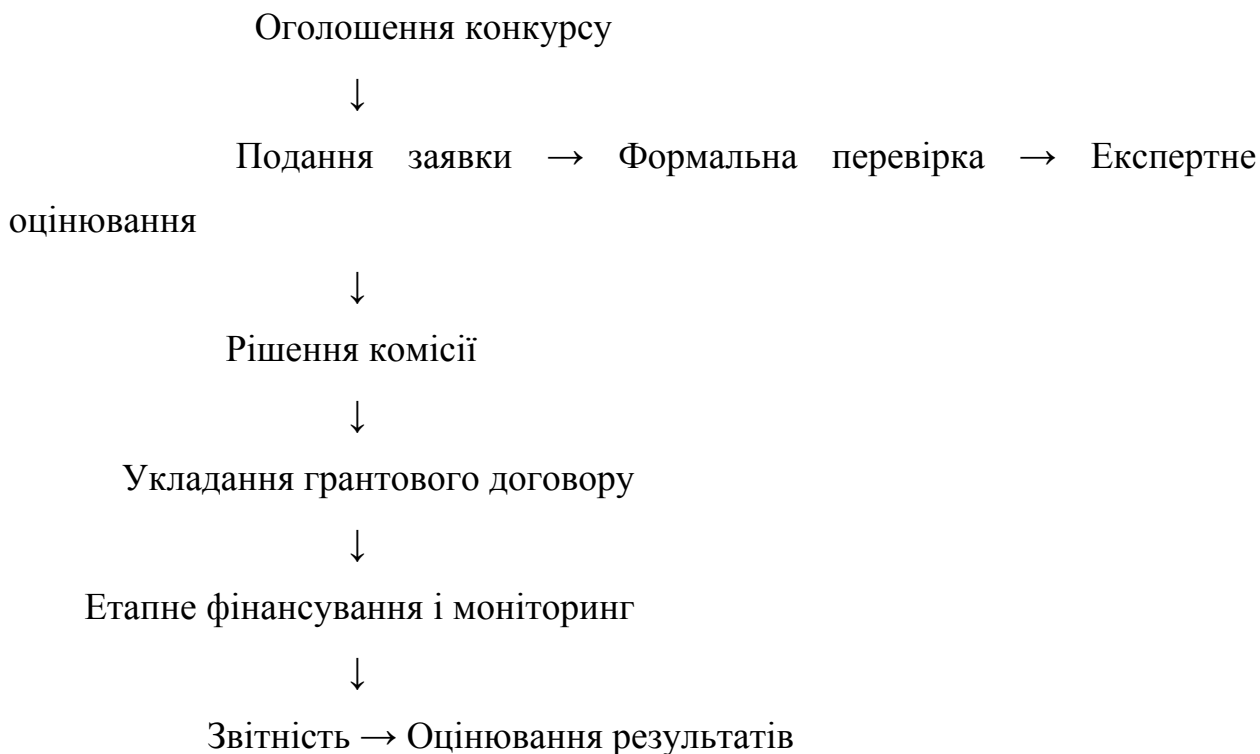 Оголошення конкурсу
↓
Подання заявки → Формальна перевірка → Експертне
оцінювання
↓
Рішення комісії
↓
Укладання грантового договору
↓
Етапне фінансування і моніторинг
↓
Звітність → Оцінювання результатів